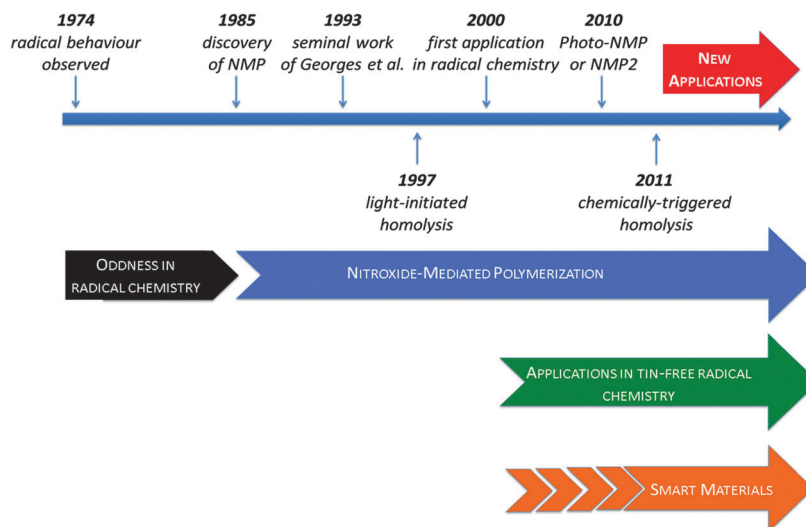 1974
radical behaviour
observed
1985
discovery
of NMP
1993
seminal work
of Georges et al.
2000
first application
in radical chemistry
2010
Photo-NMP
or NMP2
NEW
APPLICATIONS
1997
light-initiated
homolysis
2011
chemically-triggered
homolysis
ODDNESS IN
RADICAL CHEMISTRY
NITROXIDE-MEDIATED POLYMERIZATION
APPLICATIONS IN TIN-FREE RADICAL
CHEMISTRY
SMART MATERIALS